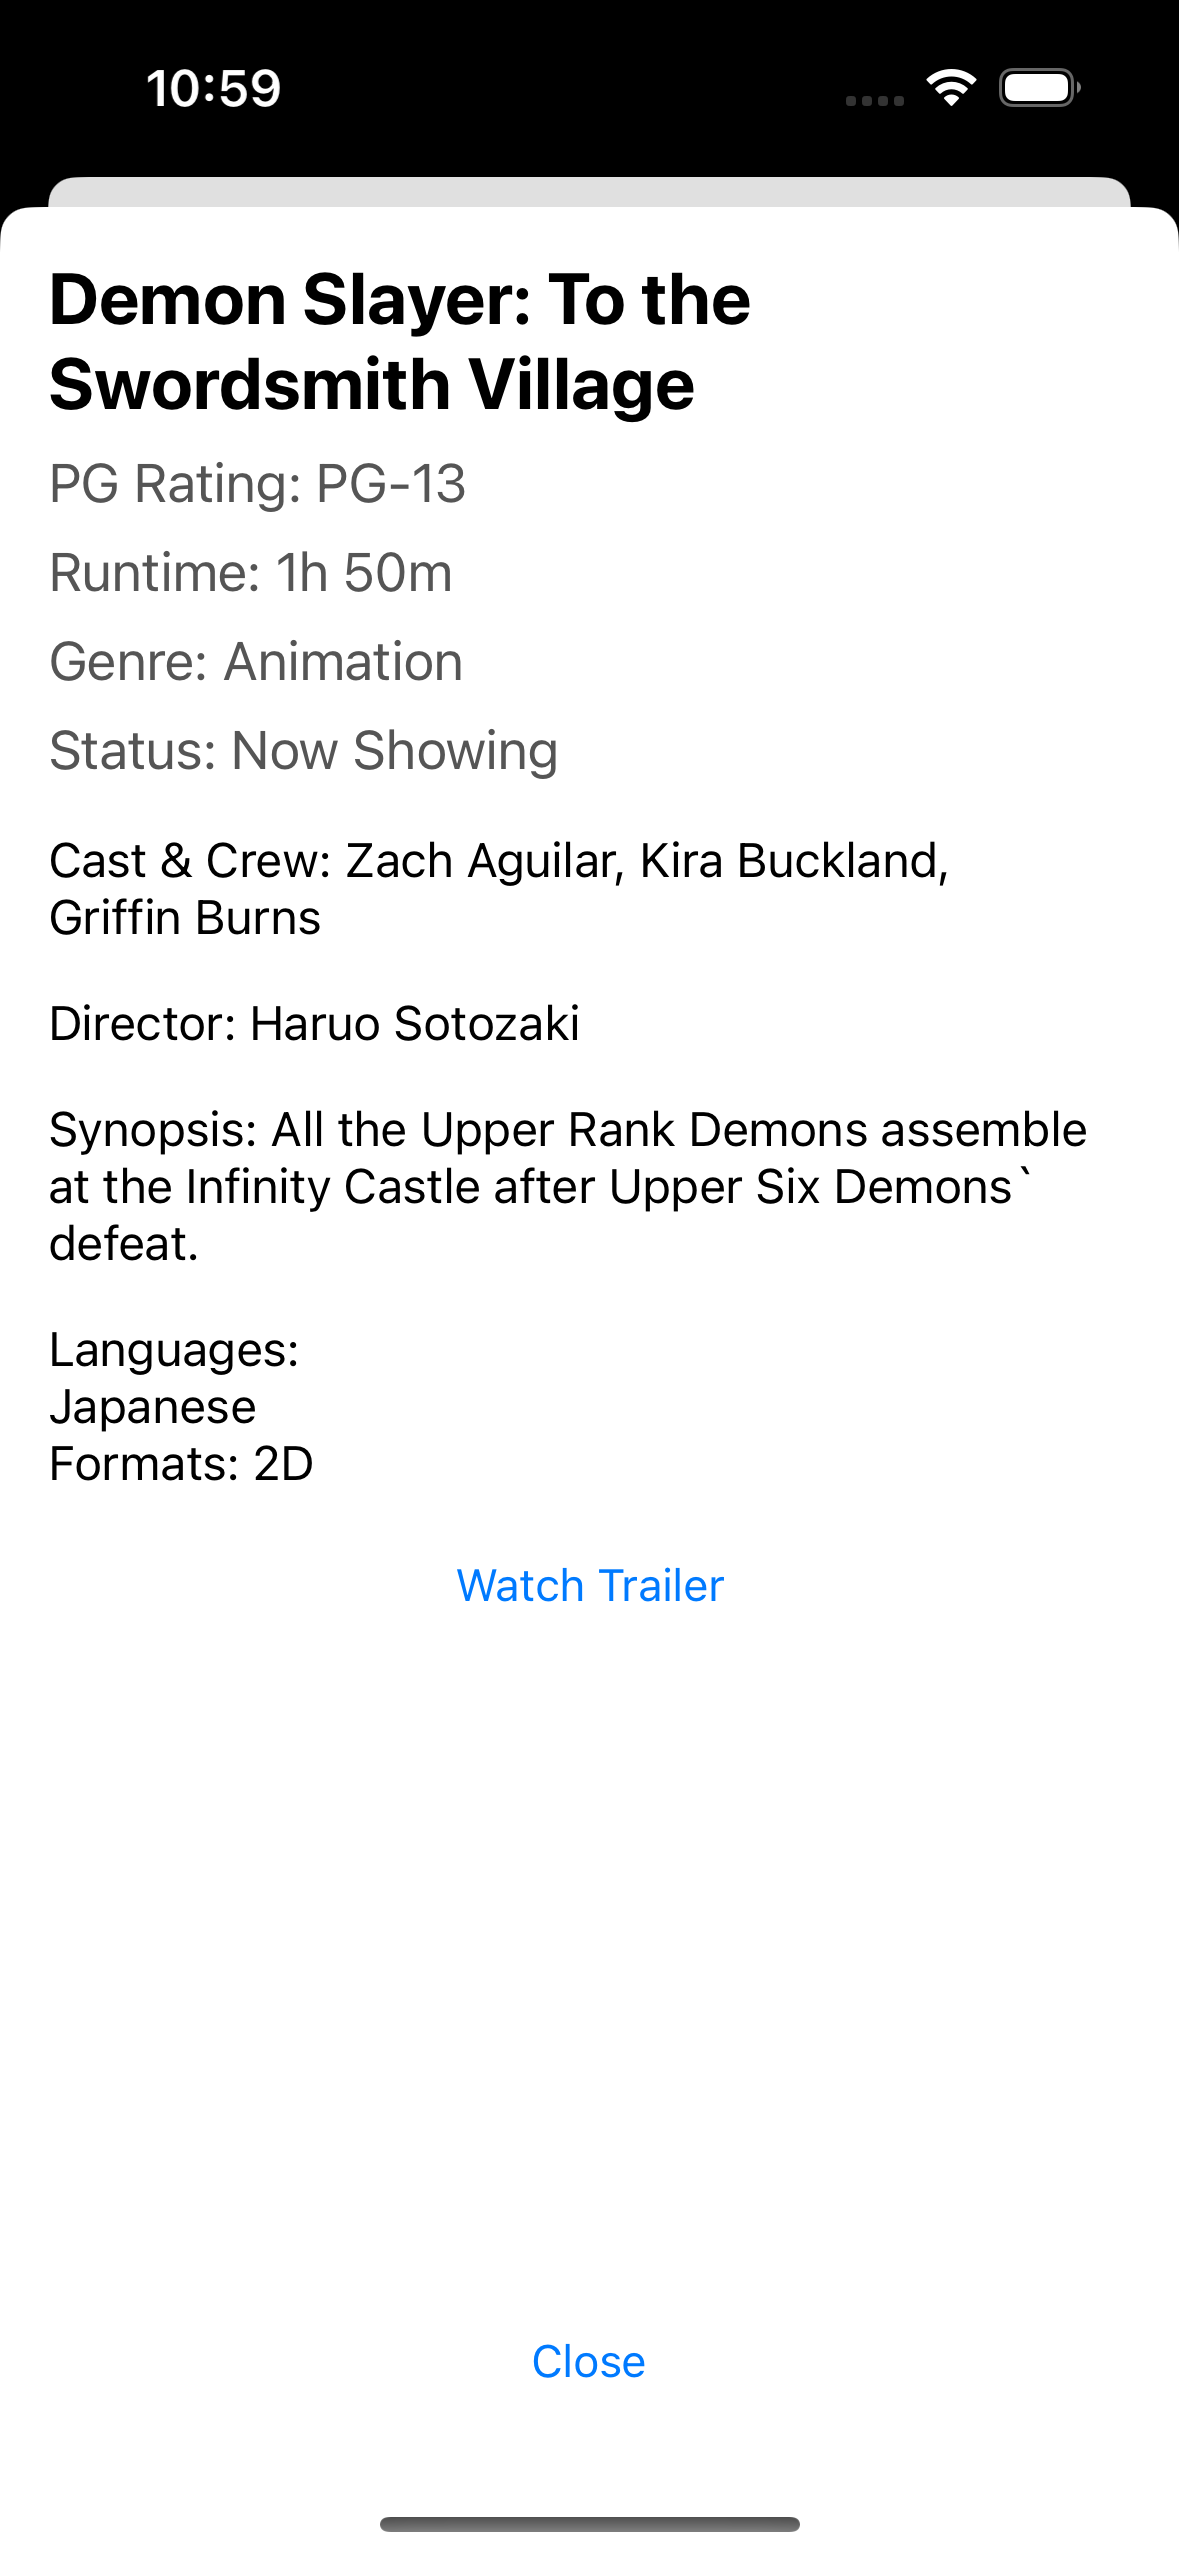 10:59
Demon Slayer: To the
Swordsmith Village
PG Rating: PG-13
Runtime: 1h 50m
Genre: Animation
Status: Now Showing
Cast & Crew: Zach Aguilar, Kira Buckland,
Griffin Burns
Director: Haruo Sotozaki
Synopsis: All the Upper Rank Demons assemble
at the Infinity Castle after Upper Six Demons`
defeat.
Languages:
Japanese
Formats: 2D
Watch Trailer
Close